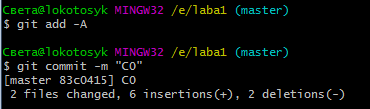 Света@lokotosyk MINGW32 /e/laba1 (master)
$ git add -A
Света@lokotosyk MINGW32 /e/laba1 (master)
$ git commit -m "C0"
[master 83c0415] C0
2 files changed, 6 insertions(+), 2 deletions(-)